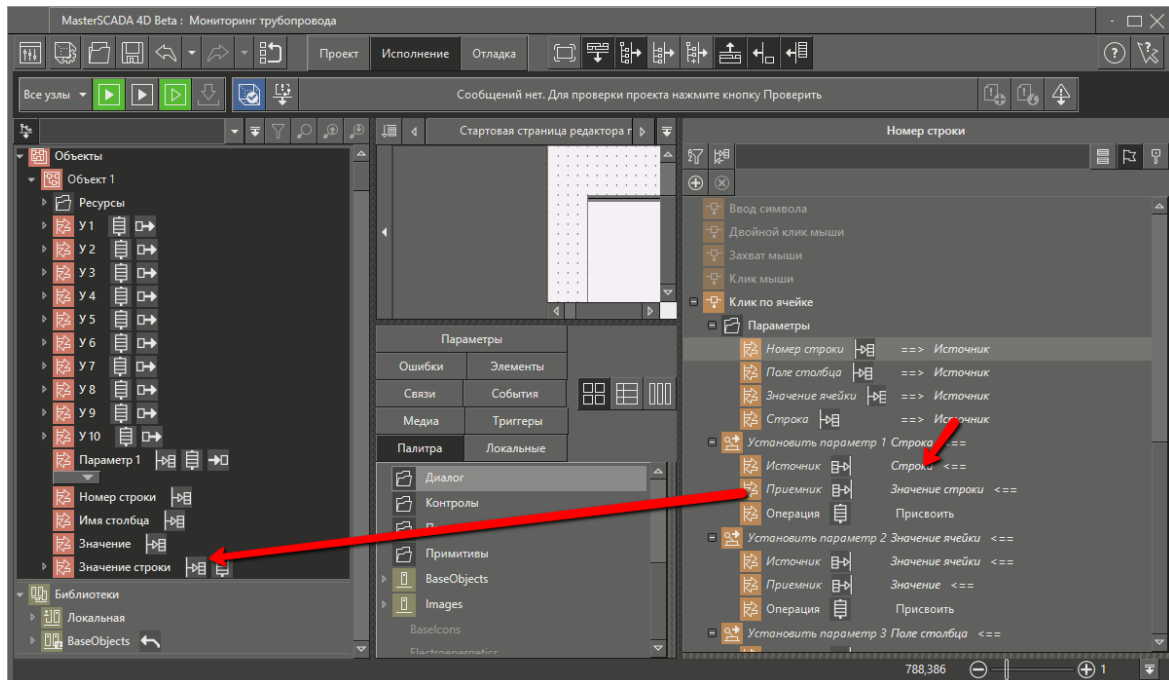 MasterSCADA 4D Beta : Мониторинг трубопровода
Проект
Исполнение
Отладка
Все узлы
Сообщений нет. Для проверки проекта нажмите кнопку Проверить
Объекты
Объект 1
Ресурсы
У 1
У 2
У 3
У 4
У 5
У 6
У 7
У 8
У 9
У 10
Параметр 1
Номер строки
Имя столбца
Значение
Значение строки
Библиотеки
Локальная
BaseObjects
Стартовая страница редактора г
Параметры
Ошибки
Элементы
Связи
События
Медиа
Триггеры
Палитра
Локальные
Диалог
Контролы
Примитивы
BaseObjects
Images
BaseIcons
Номер строки
Ввод символа
Двойной клик мыши
Захват мыши
Клик мыши
Клик по ячейке
Параметры
Номер строки ==> Источник
Поле столбца ==> Источник
Значение ячейки ==> Источник
Строка ==> Источник
Установить параметр 1 Строка <==
Источник Строка <==
Приемник Значение строки <==
Операция Присвоить
Установить параметр 2 Значение ячейки <==
Источник Значение ячейки <==
Приемник Значение <==
Операция Присвоить
Установить параметр 3 Поле столбца <==
788,386
1